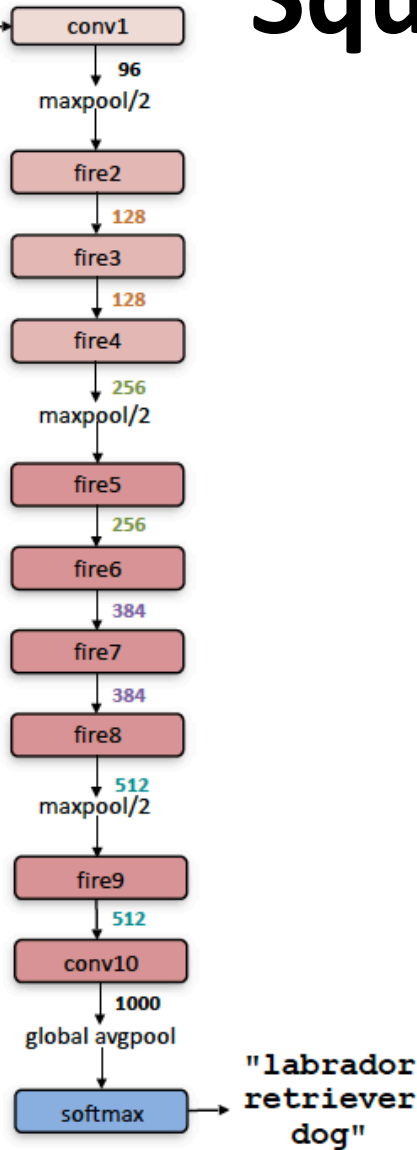 Squ
conv1
96
maxpool/2
fire2
128
fire3
128
fire4
256
maxpool/2
fire5
256
fire6
384
fire7
384
fire8
512
maxpool/2
fire9
512
conv10
1000
global avgpool
softmax
"labrador
retriever
dog"